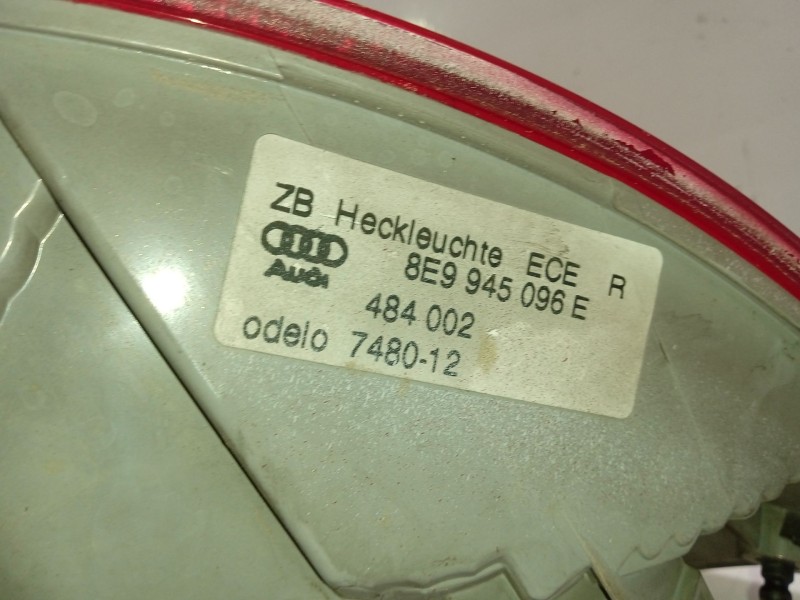 ZB Heckleuchte ECE R
8E9 945 096 E
Audi
484 002
odelo 7480-12